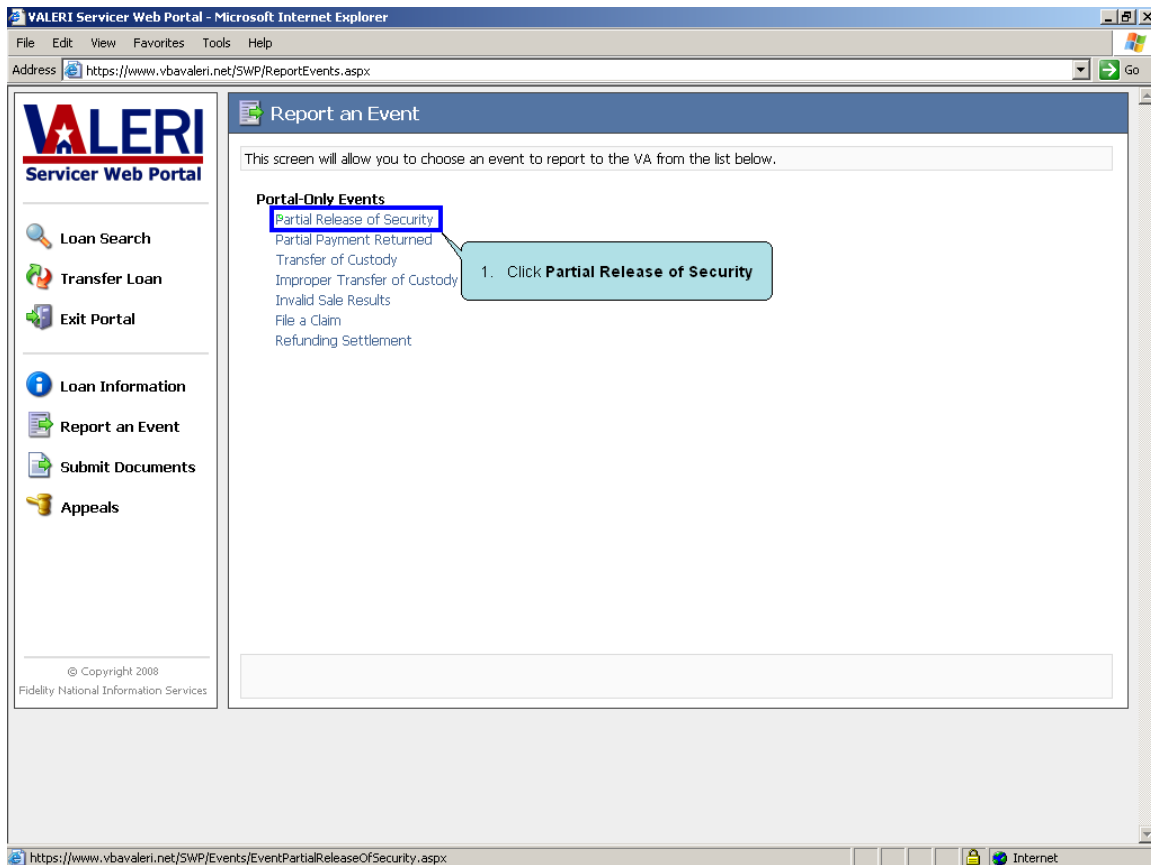 VALERI Servicer Web Portal - Microsoft Internet Explorer
File Edit View Favorites Tools Help
Address https://www.vbavaleri.net/SWP/ReportEvents.aspx Go
VALERI
Servicer Web Portal
Loan Search
Transfer Loan
Exit Portal
Loan Information
Report an Event
Submit Documents
Appeals
© Copyright 2008
Fidelity National Information Services
Report an Event
This screen will allow you to choose an event to report to the VA from the list below.
Portal-Only Events
Partial Release of Security
Partial Payment Returned
Transfer of Custody
Improper Transfer of Custody
Invalid Sale Results
File a Claim
Refunding Settlement
1. Click Partial Release of Security
https://www.vbavaleri.net/SWP/Events/EventPartialReleaseOfSecurity.aspx Internet